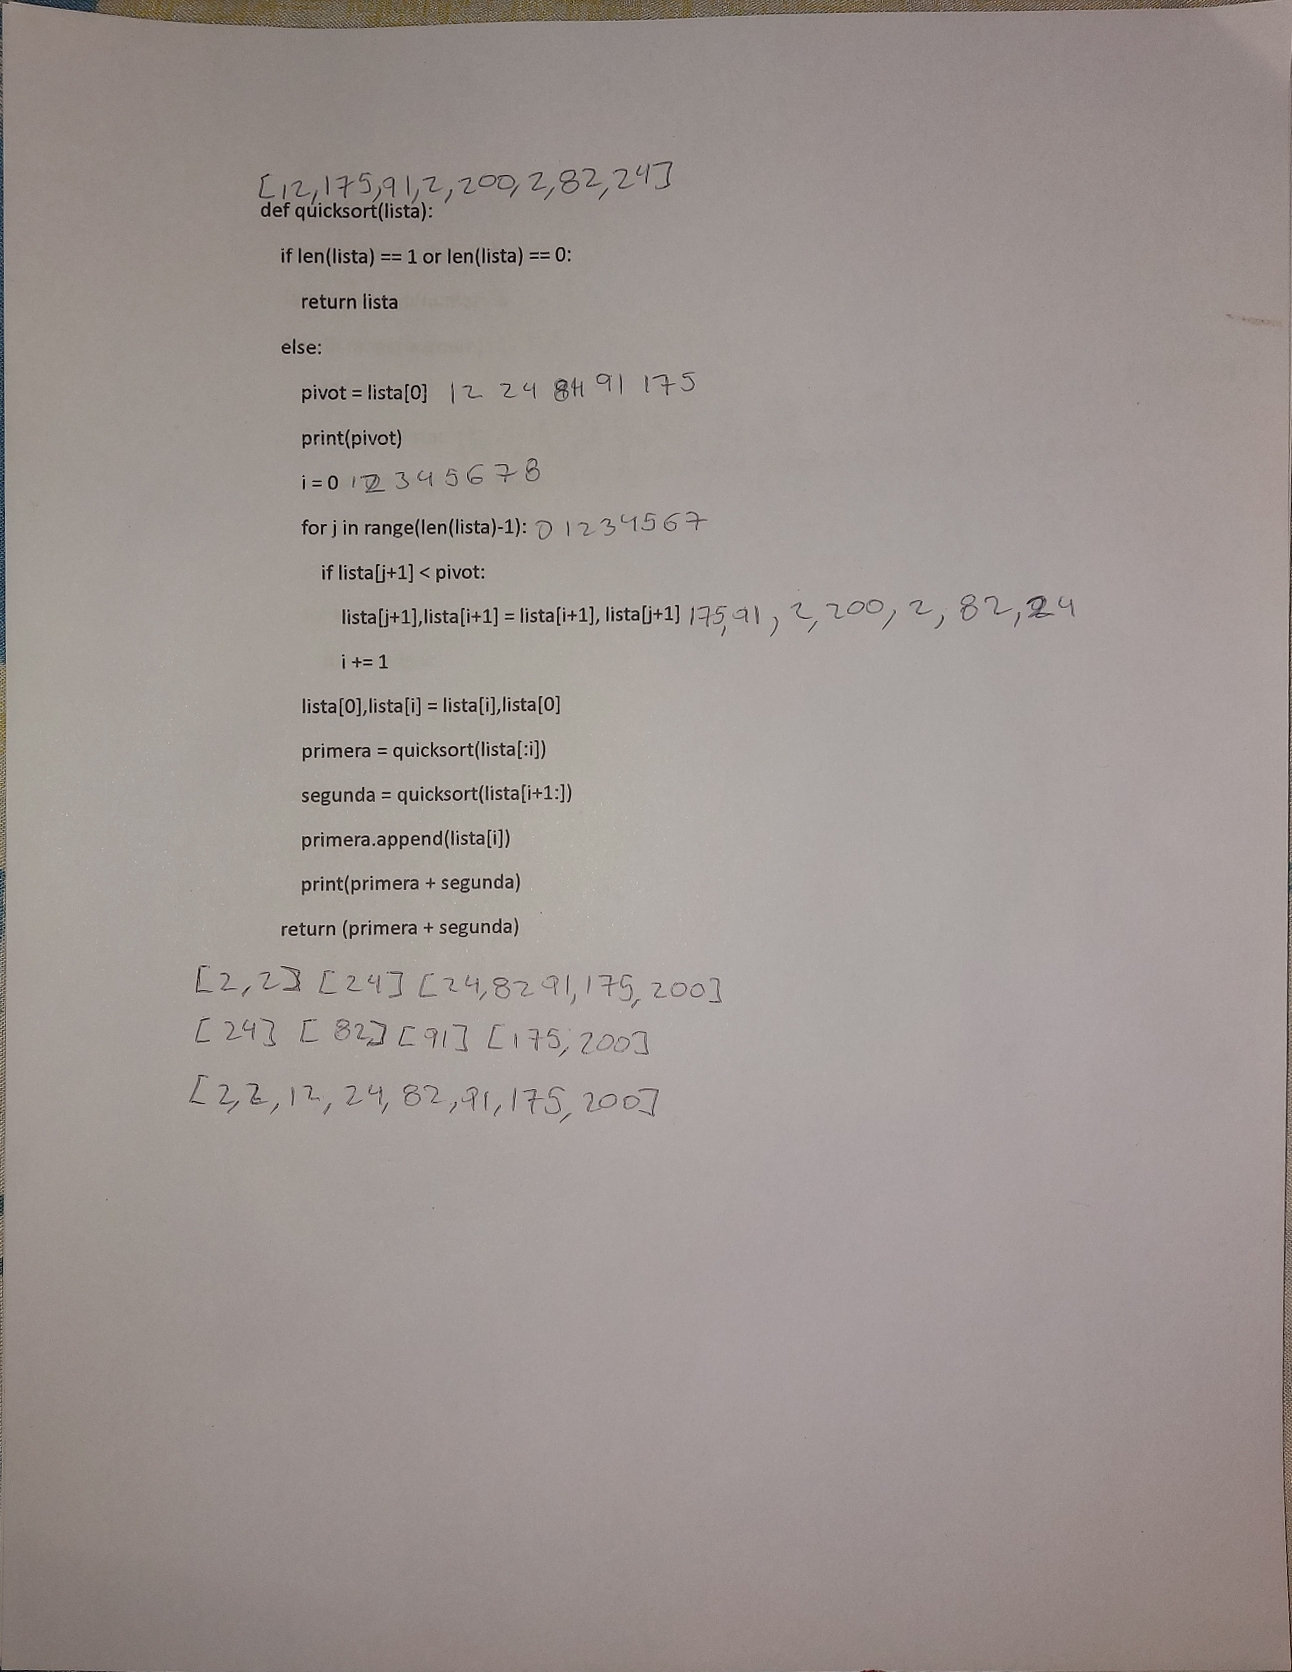 [12,175,91,2,200,2,82,24]
def quicksort(lista):
if len(lista) == 1 or len(lista) == 0:
return lista
else:
pivot = lista[0] 12 24 91 175
print(pivot)
i = 0 1 2 3 4 5 6 7 8
for j in range(len(lista)-1): 0 1 2 3 4 5 6 7
if lista[j+1] < pivot:
lista[j+1],lista[i+1] = lista[i+1], lista[j+1] 175,91, 2,200, 2, 82,24
i += 1
lista[0],lista[i] = lista[i],lista[0]
primera = quicksort(lista[:i])
segunda = quicksort(lista[i+1:])
primera.append(lista[i])
print(primera + segunda)
return (primera + segunda)
[2,2] [24] [24,82 91,175,200]
[24] [82] [91] [175,200]
[2,2,12,24,82,91,175,200]